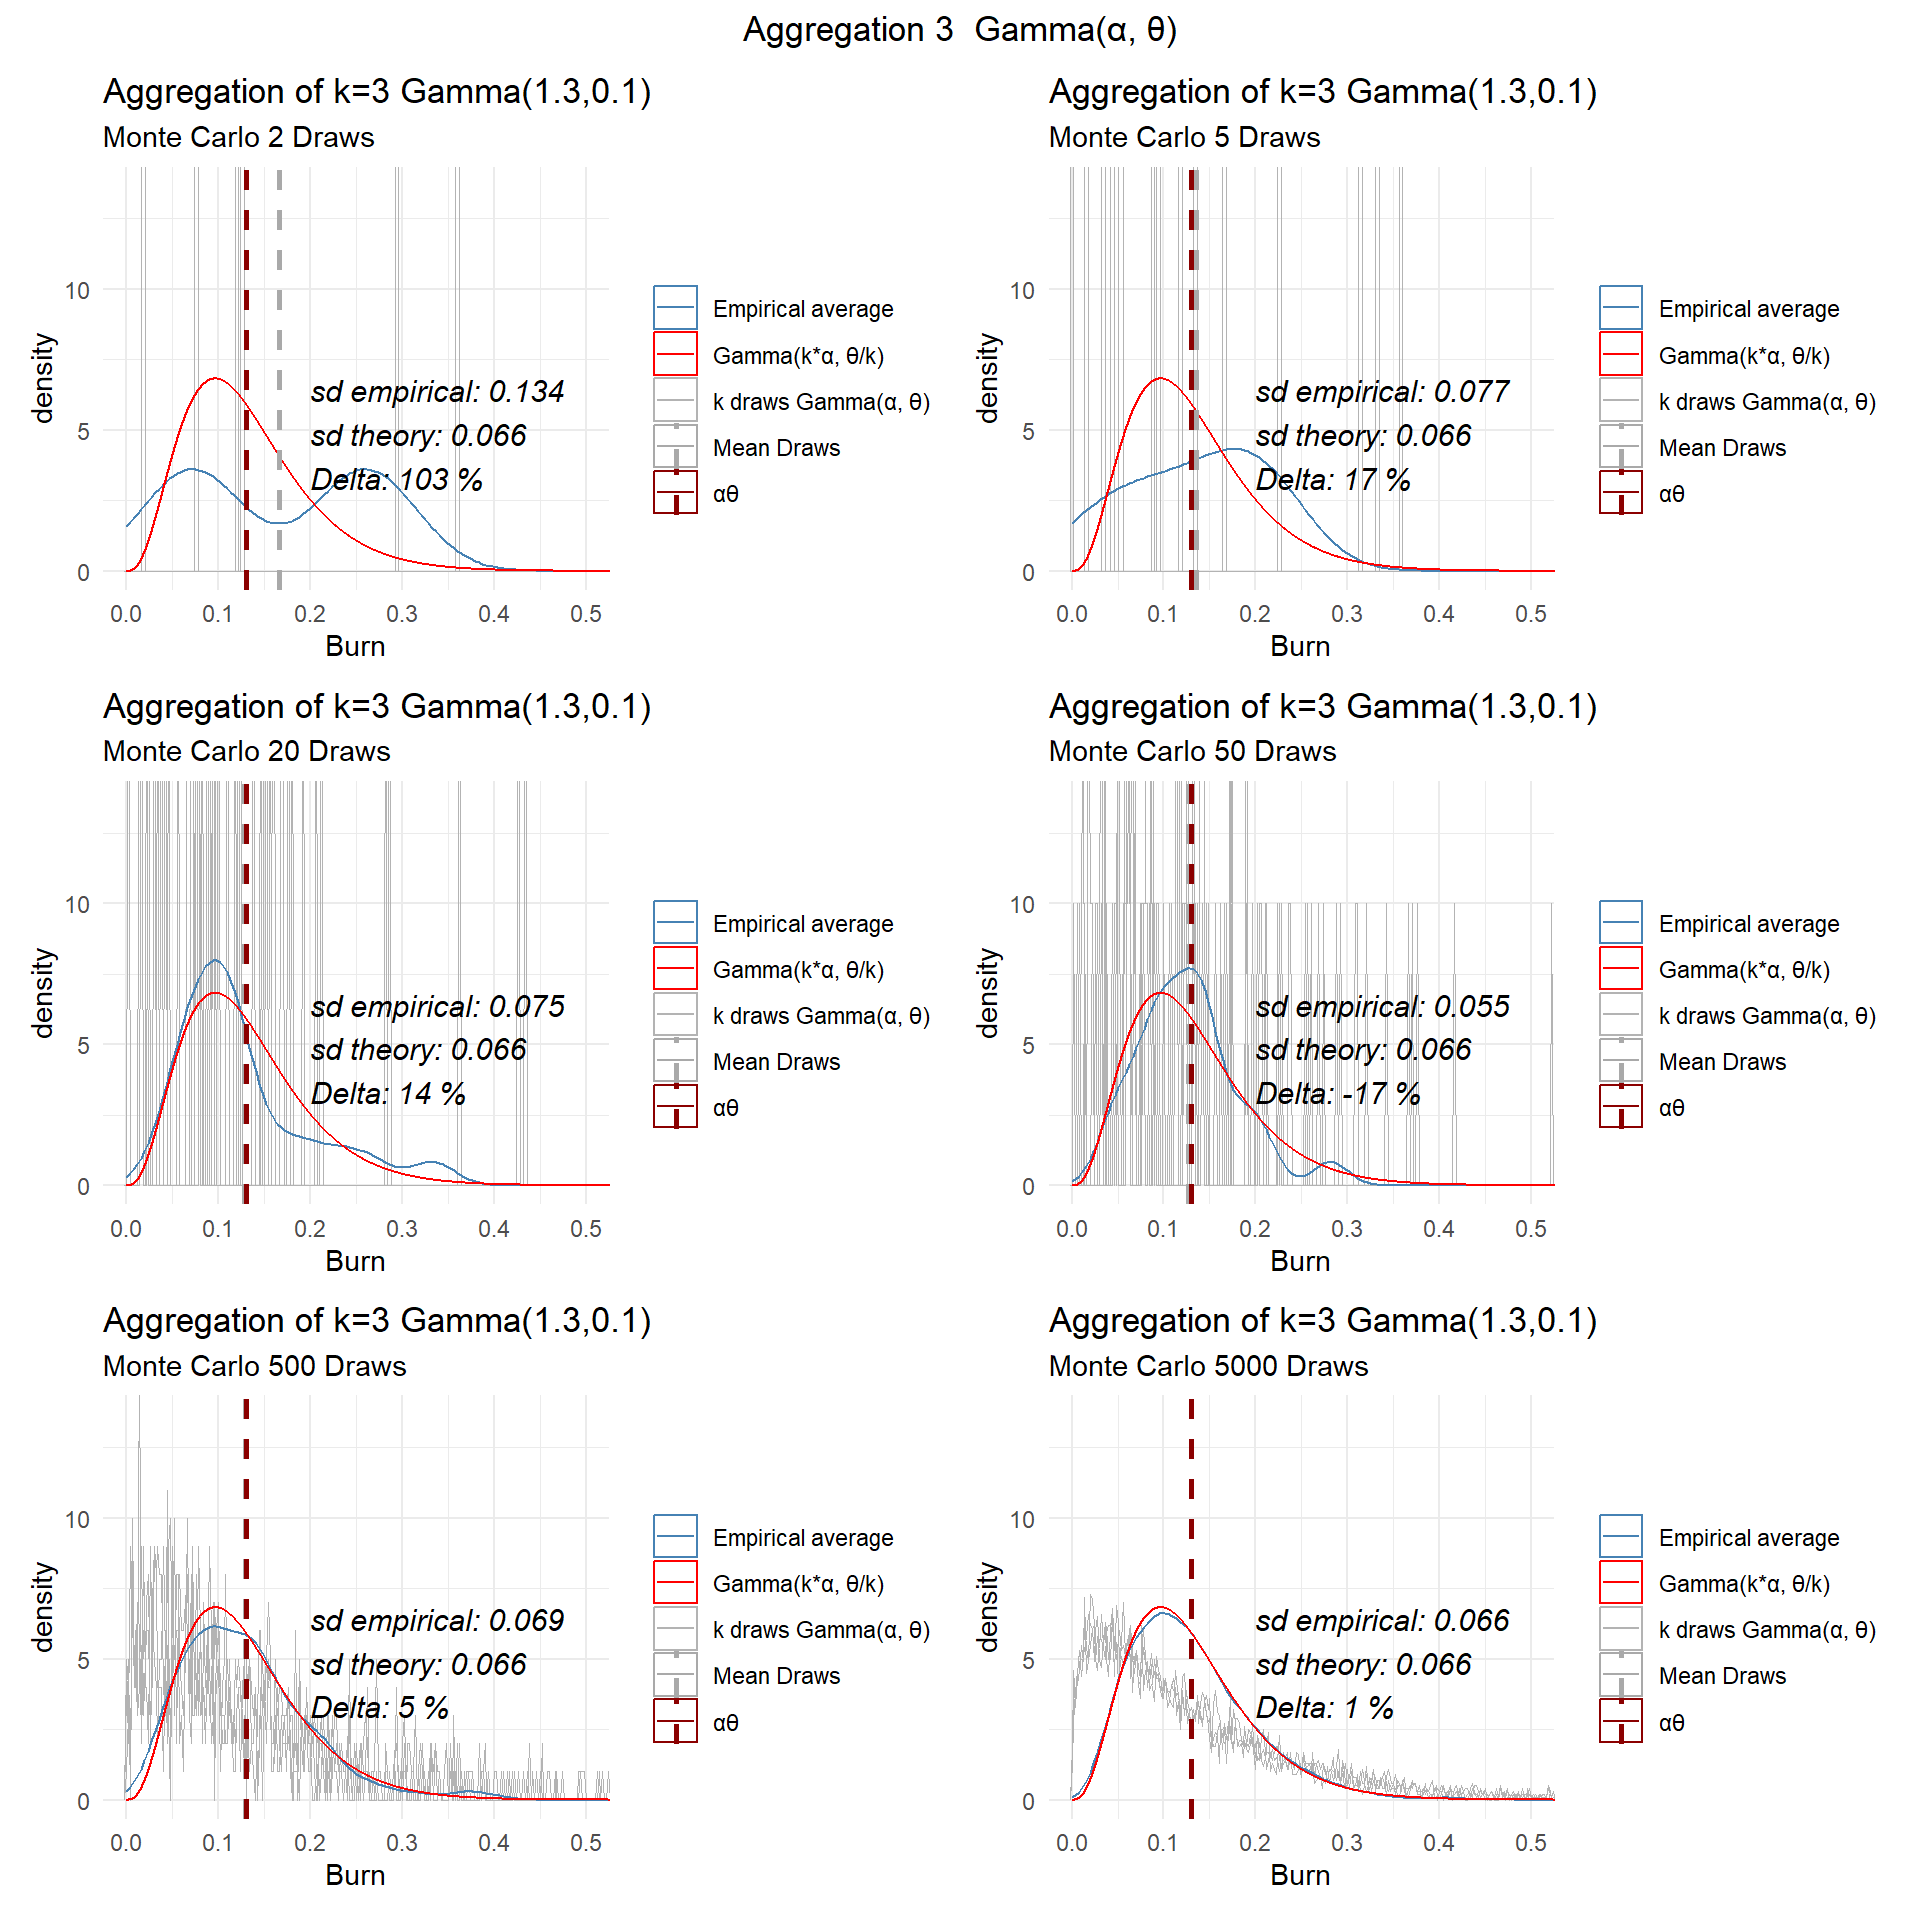 Aggregation 3  Gamma(α, θ)
Aggregation of k=3 Gamma(1.3,0.1)
Monte Carlo 2 Draws
density
10
5
0
sd empirical: 0.134
sd theory: 0.066
Delta: 103 %
0.0 0.1 0.2 0.3 0.4 0.5
Burn
Empirical average
Gamma(k*α, θ/k)
k draws Gamma(α, θ)
Mean Draws
αθ
Aggregation of k=3 Gamma(1.3,0.1)
Monte Carlo 5 Draws
density
10
5
0
sd empirical: 0.077
sd theory: 0.066
Delta: 17 %
0.0 0.1 0.2 0.3 0.4 0.5
Burn
Empirical average
Gamma(k*α, θ/k)
k draws Gamma(α, θ)
Mean Draws
αθ
Aggregation of k=3 Gamma(1.3,0.1)
Monte Carlo 20 Draws
density
10
5
0
sd empirical: 0.075
sd theory: 0.066
Delta: 14 %
0.0 0.1 0.2 0.3 0.4 0.5
Burn
Empirical average
Gamma(k*α, θ/k)
k draws Gamma(α, θ)
Mean Draws
αθ
Aggregation of k=3 Gamma(1.3,0.1)
Monte Carlo 50 Draws
density
10
5
0
sd empirical: 0.055
sd theory: 0.066
Delta: -17 %
0.0 0.1 0.2 0.3 0.4 0.5
Burn
Empirical average
Gamma(k*α, θ/k)
k draws Gamma(α, θ)
Mean Draws
αθ
Aggregation of k=3 Gamma(1.3,0.1)
Monte Carlo 500 Draws
density
10
5
0
sd empirical: 0.069
sd theory: 0.066
Delta: 5 %
0.0 0.1 0.2 0.3 0.4 0.5
Burn
Empirical average
Gamma(k*α, θ/k)
k draws Gamma(α, θ)
Mean Draws
αθ
Aggregation of k=3 Gamma(1.3,0.1)
Monte Carlo 5000 Draws
density
10
5
0
sd empirical: 0.066
sd theory: 0.066
Delta: 1 %
0.0 0.1 0.2 0.3 0.4 0.5
Burn
Empirical average
Gamma(k*α, θ/k)
k draws Gamma(α, θ)
Mean Draws
αθ